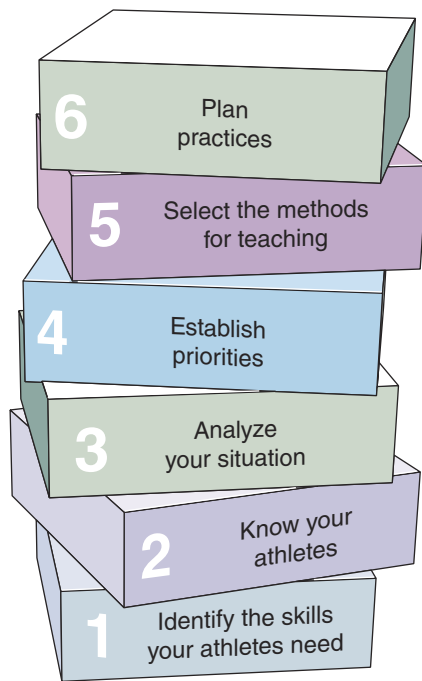 6
Plan
practices
5
Select the methods
for teaching
4
Establish
priorities
3
Analyze
your situation
2
Know your
athletes
1
Identify the skills
your athletes need